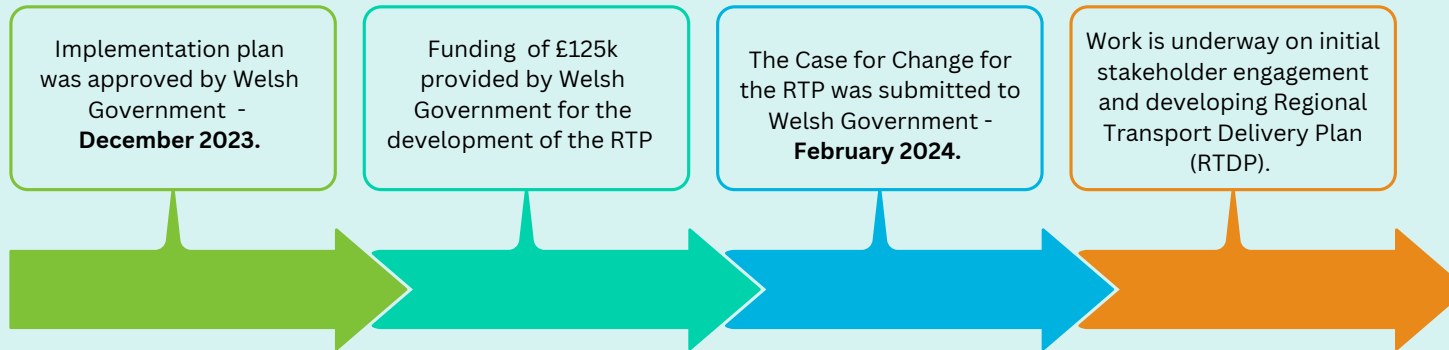 Implementation plan
was approved by Welsh
Government -
December 2023.
Funding of £125k
provided by Welsh
Government for the
development of the RTP
The Case for Change for
the RTP was submitted to
Welsh Government -
February 2024.
Work is underway on initial
stakeholder engagement
and developing Regional
Transport Delivery Plan
(RTDP).